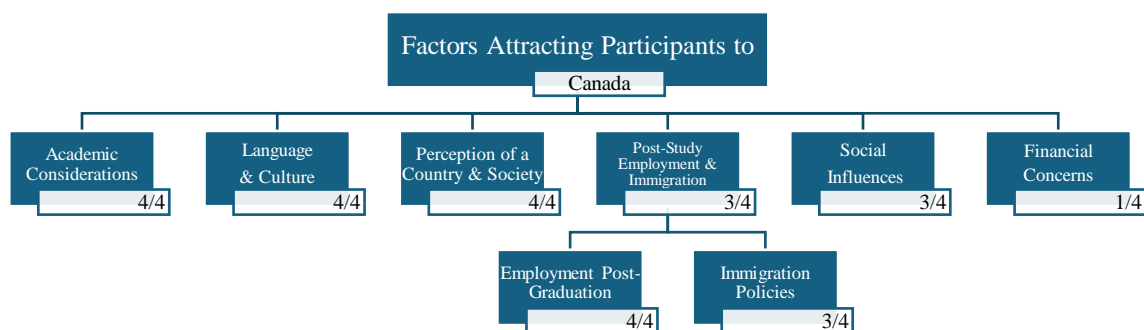 Factors Attracting Participants to
Canada
Academic
Considerations
4/4
Language
& Culture
4/4
Perception of a
Country & Society
4/4
Post-Study
Employment &
Immigration
3/4
Social
Influences
3/4
Financial
Concerns
1/4
Employment Post-
Graduation
4/4
Immigration
Policies
3/4